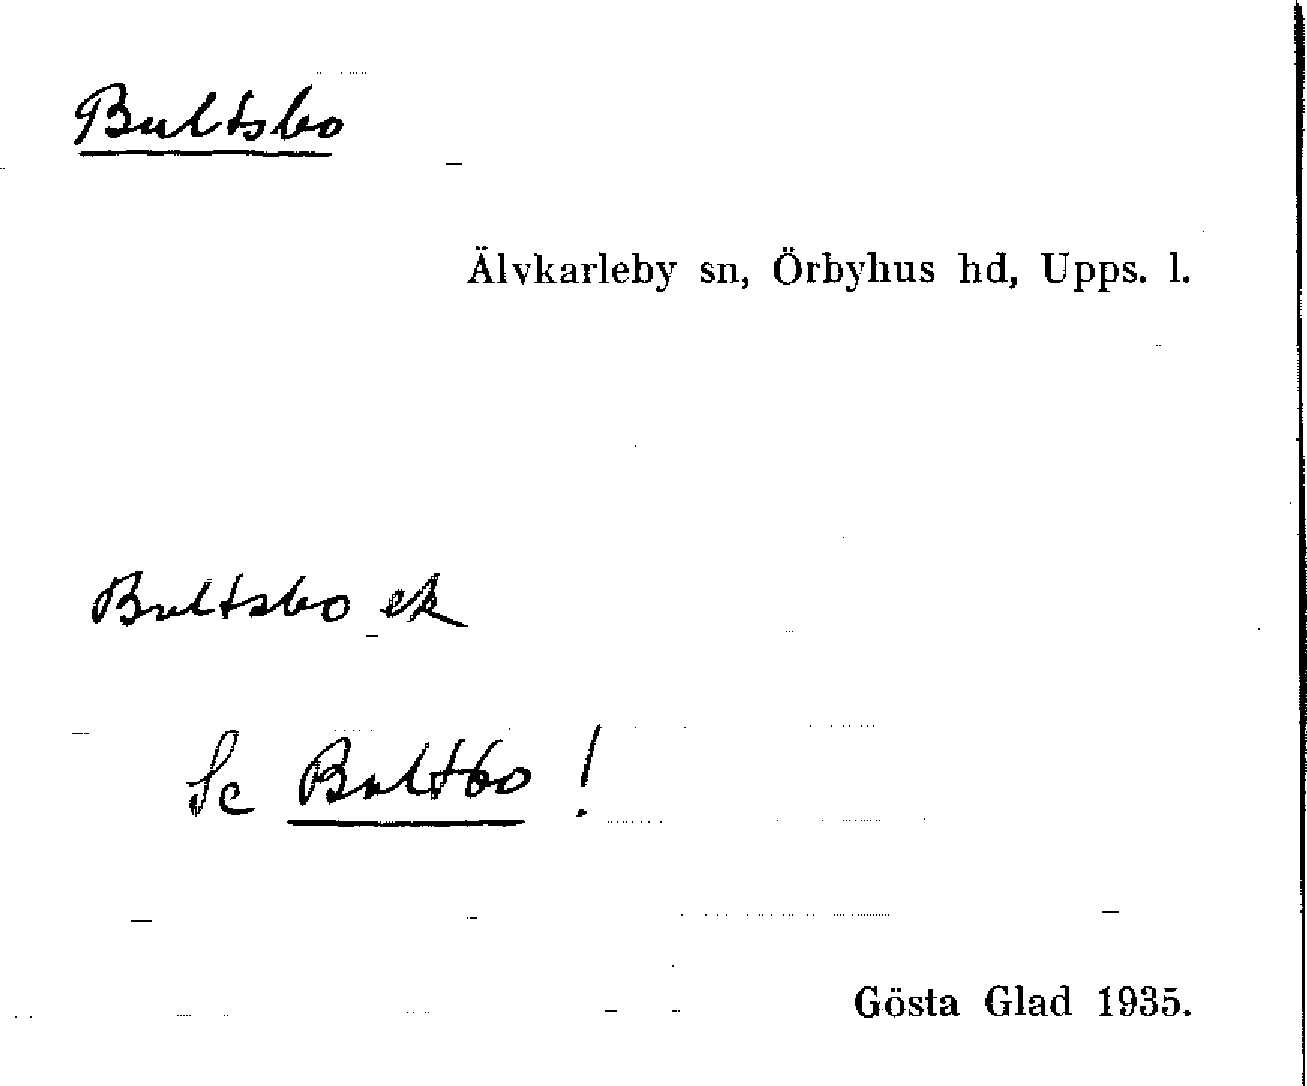 Bultsbo
Älvkarleby sn, Örbyhus hd, Upps. l.
Bultsbo ek
Se Bultbo!
Gösta Glad 1935.